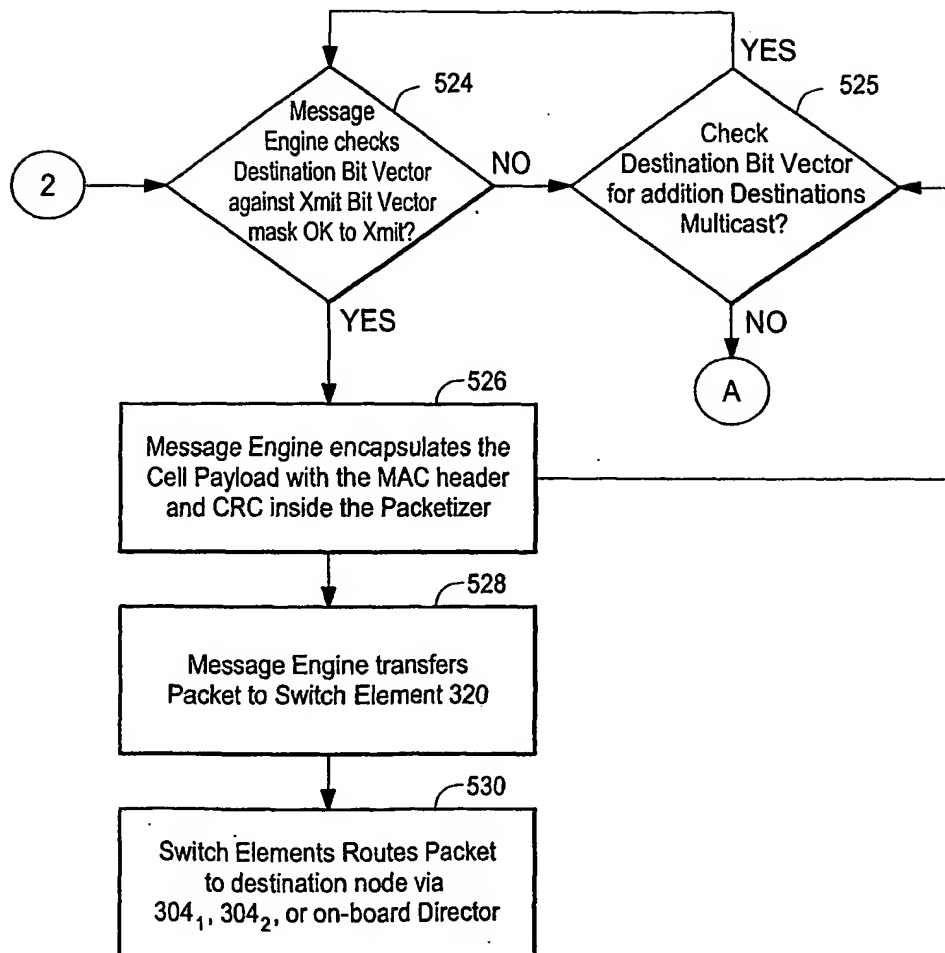 YES
524
525
Message
Engine checks
Destination Bit Vector
against Xmit Bit Vector
mask OK to Xmit?
Check
Destination Bit Vector
for addition Destinations
Multicast?
2
NO
YES
NO
A
526
Message Engine encapsulates the
Cell Payload with the MAC header
and CRC inside the Packetizer
528
Message Engine transfers
Packet to Switch Element 320
530
Switch Elements Routes Packet
to destination node via
304₁, 304₂, or on-board Director